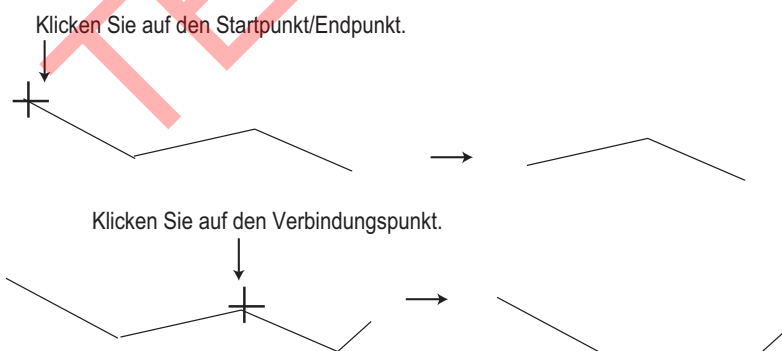 Klicken Sie auf den Startpunkt/Endpunkt.
Klicken Sie auf den Verbindungspunkt.